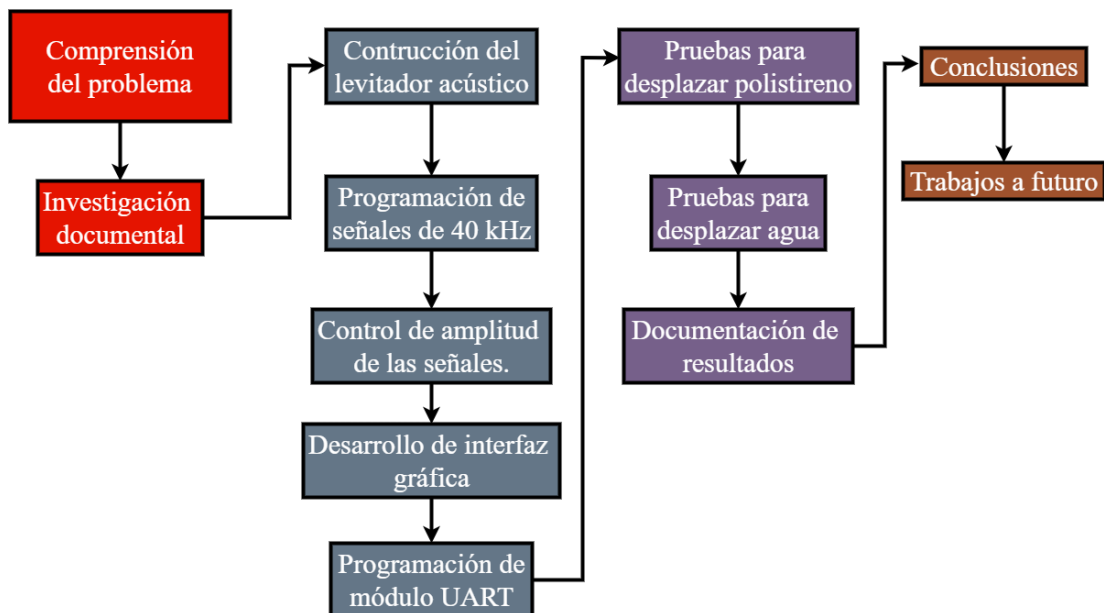 Comprensión
del problema
Investigación
documental
Contrucción del
levitador acústico
Programación de
señales de 40 kHz
Control de amplitud
de las señales.
Desarrollo de interfaz
gráfica
Programación de
módulo UART
Pruebas para
desplazar polistireno
Pruebas para
desplazar agua
Documentación de
resultados
Conclusiones
Trabajos a futuro